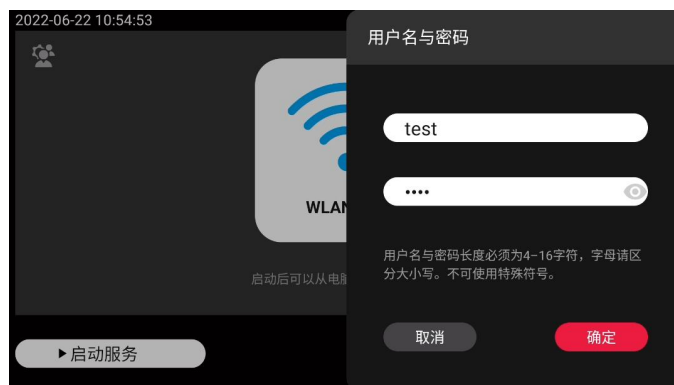 2022-06-22 10:54:53
用户名与密码
test
••••
WLAN
启动后可以从电脑
用户名与密码长度必须为4–16字符，字母请区
分大小写。不可使用特殊符号。
取消
确定
▶启动服务